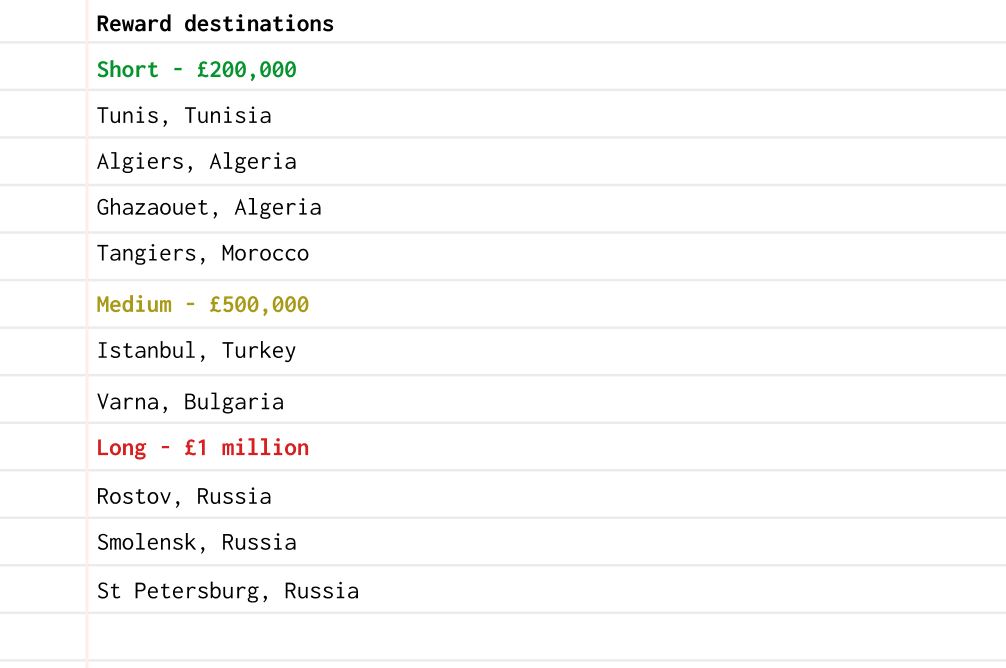 Reward destinations
Short - £200,000
Tunis, Tunisia
Algiers, Algeria
Ghazaouet, Algeria
Tangiers, Morocco
Medium - £500,000
Istanbul, Turkey
Varna, Bulgaria
Long - £1 million
Rostov, Russia
Smolensk, Russia
St Petersburg, Russia